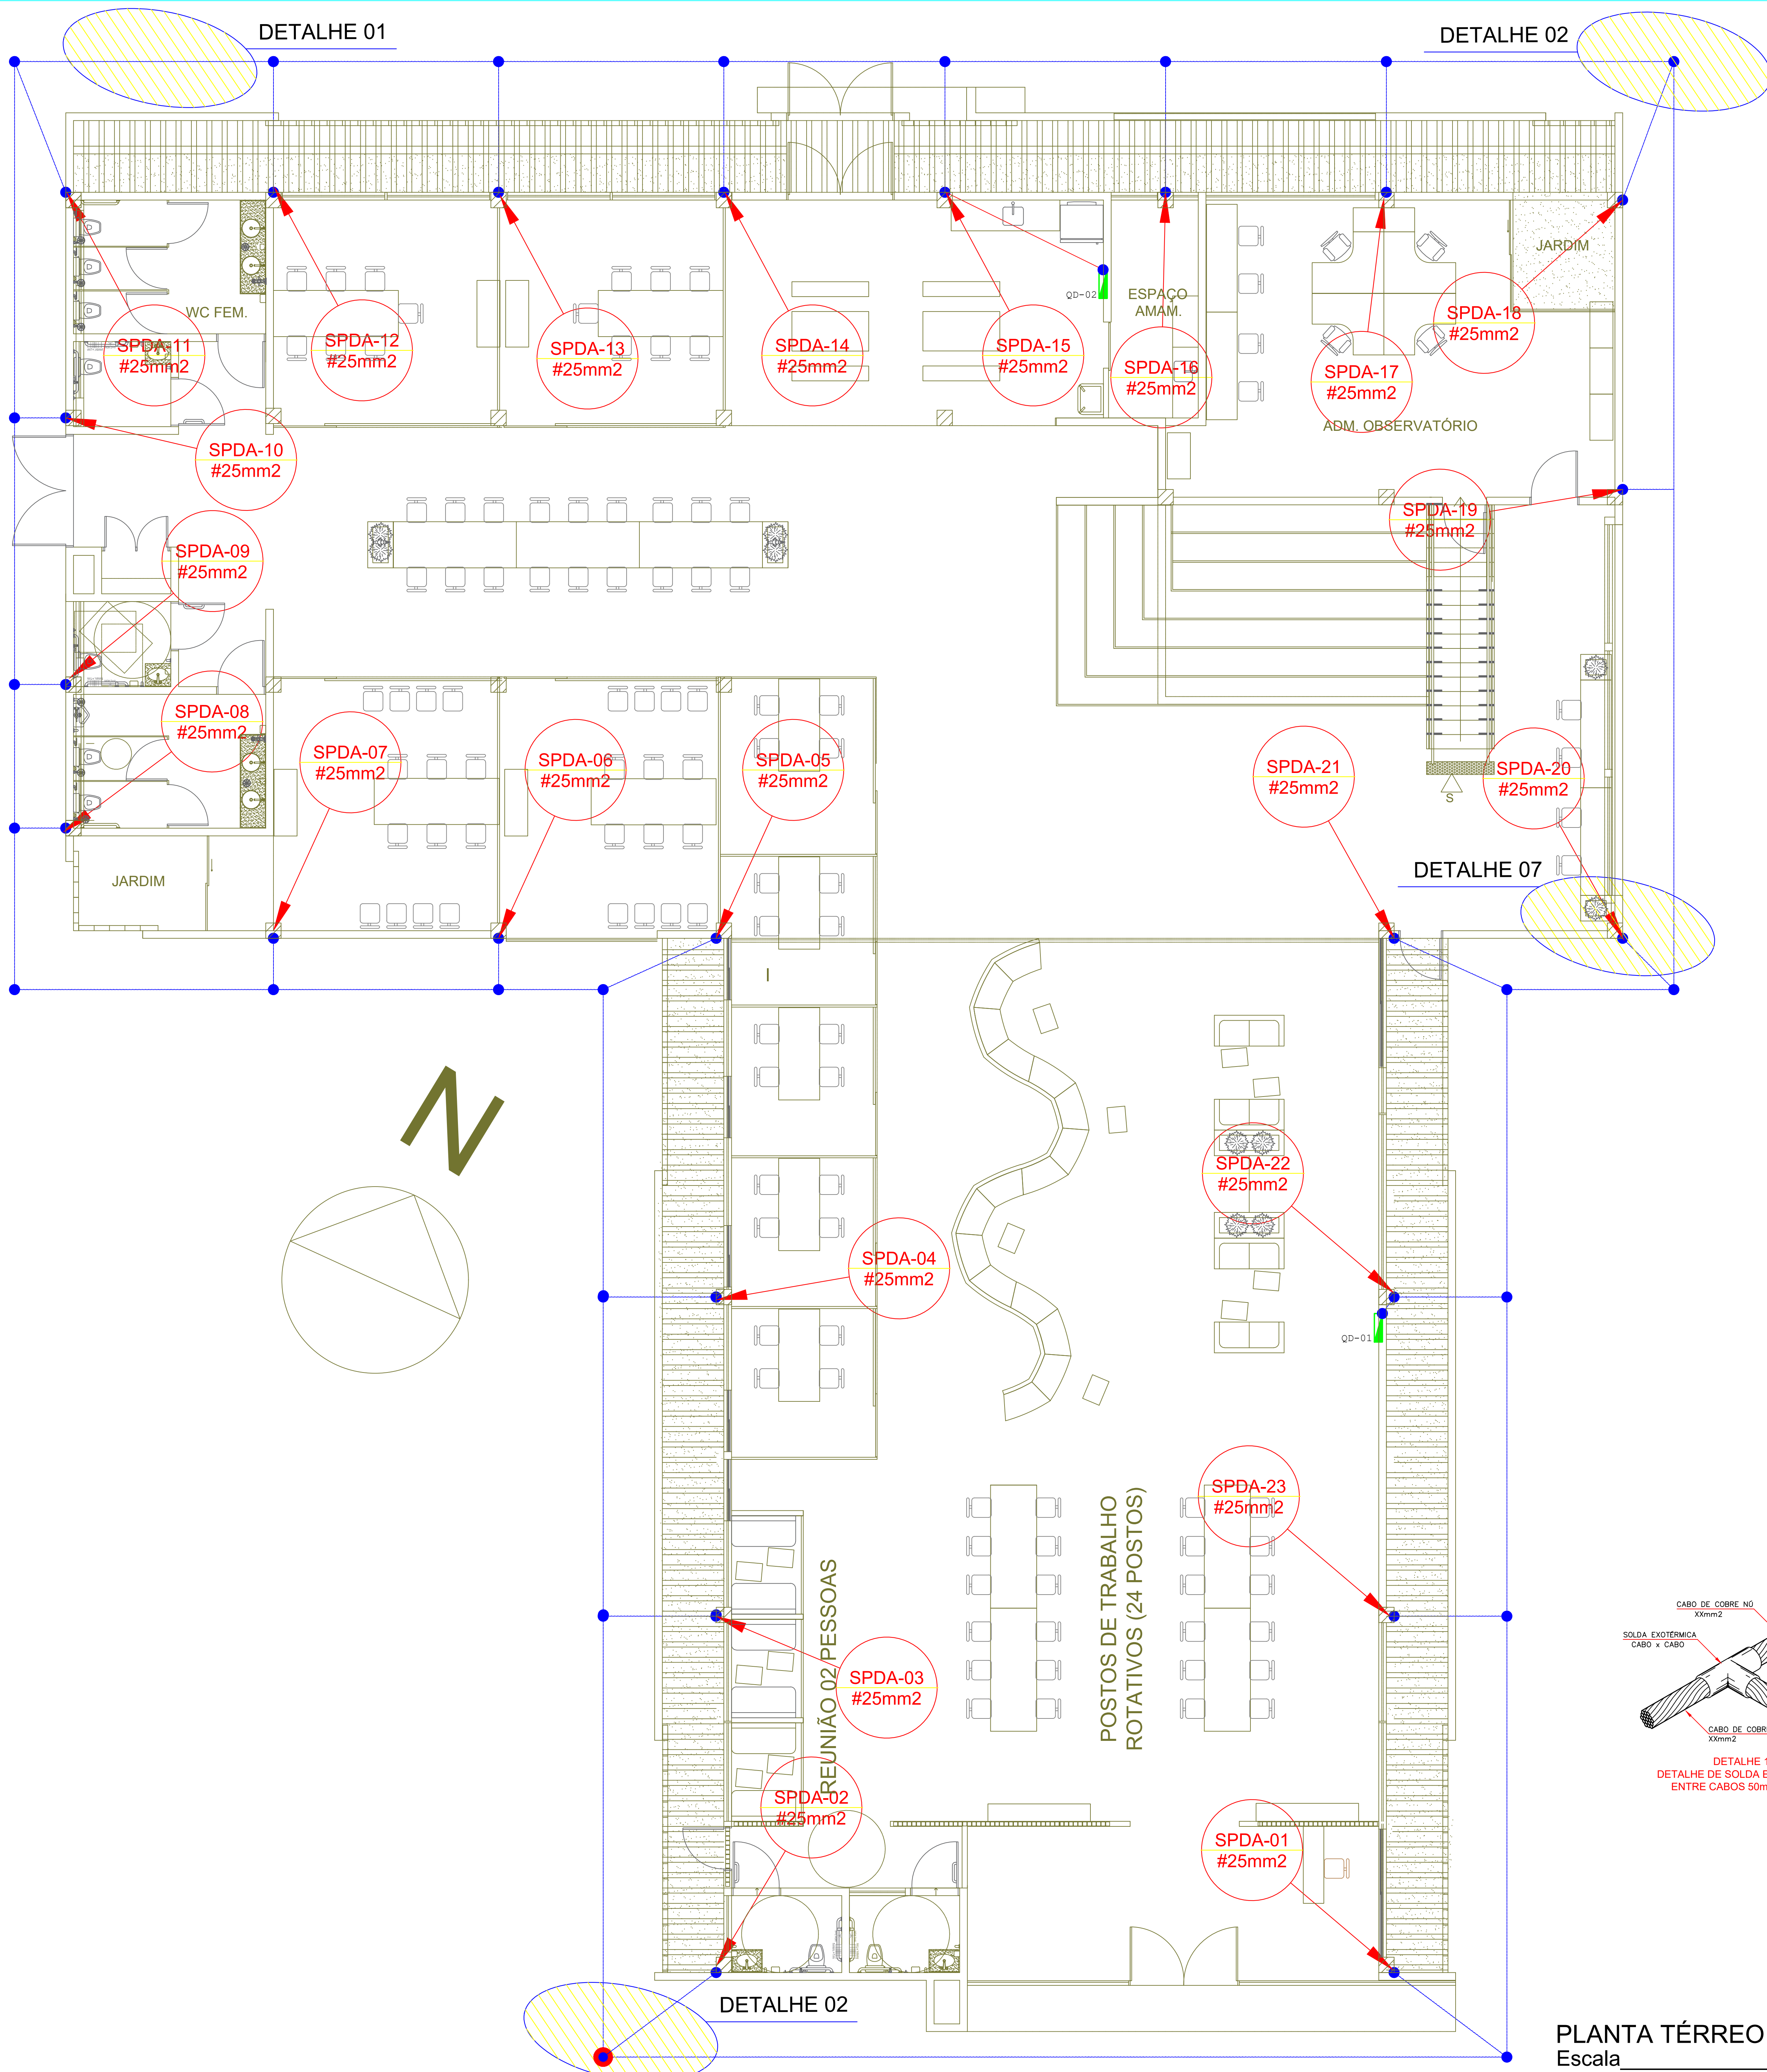 DETALHE 01
DETALHE 02
JARDIM
QD-02
ESPAÇO
AMAM.
WC FEM.
SPDA-18
#25mm2
SPDA-11
#25mm2
SPDA-12
#25mm2
SPDA-13
#25mm2
SPDA-14
#25mm2
SPDA-15
#25mm2
SPDA-16
#25mm2
SPDA-17
#25mm2
ADM. OBSERVATÓRIO
SPDA-10
#25mm2
SPDA-19
#25mm2
SPDA-09
#25mm2
SPDA-08
#25mm2
SPDA-07
#25mm2
SPDA-06
#25mm2
SPDA-05
#25mm2
SPDA-21
#25mm2
SPDA-20
#25mm2
S
JARDIM
DETALHE 07
N
SPDA-22
#25mm2
SPDA-04
#25mm2
QD-01
SPDA-23
#25mm2
POSTOS DE TRABALHO
ROTATIVOS (24 POSTOS)
REUNIÃO 02 PESSOAS
SPDA-03
#25mm2
CABO DE COBRE NÚ
XXmm2
SOLDA EXOTÉRMICA
CABO x CABO
CABO DE COBR
XXmm2
DETALHE 1
DETALHE DE SOLDA E
ENTRE CABOS 50m
SPDA-02
#25mm2
SPDA-01
#25mm2
DETALHE 02
PLANTA TÉRREO
Escala